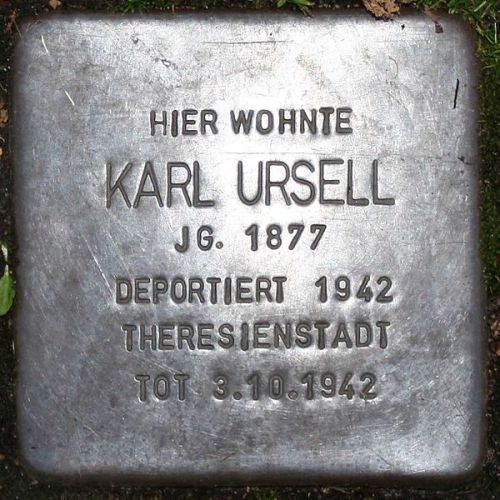 HIER WOHNTE
KARL URSELL
JG. 1877
DEPORTIERT 1942
THERESIENSTADT
TOT 3.10.1942